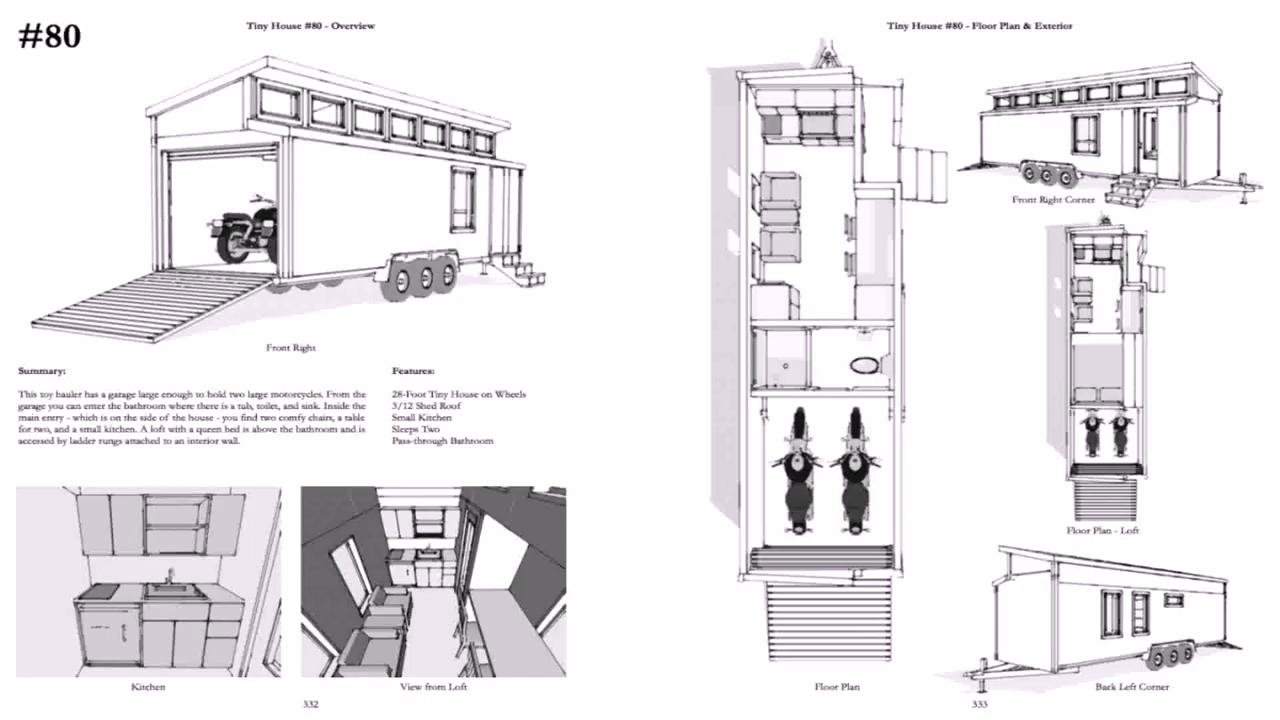 #80
Tiny House #80 - Overview
Front Right
Summary:
This toy hauler has a garage large enough to hold two large motorcycles. From the
garage you can enter the bathroom where there is a tub, toilet, and sink. Inside the
main entry - which is on the side of the house - you find two comfy chairs, a table
for two, and a small kitchen. A loft with a queen bed is above the bathroom and is
accessed by ladder rungs attached to an interior wall.
Features:
28-Foot Tiny House on Wheels
3/12 Shed Roof
Small Kitchen
Sleeps Two
Pass-through Bathroom
Kitchen
View from Loft
332
Tiny House #80 - Floor Plan & Exterior
Front Right Corner
Floor Plan - Loft
Floor Plan
Back Left Corner
333